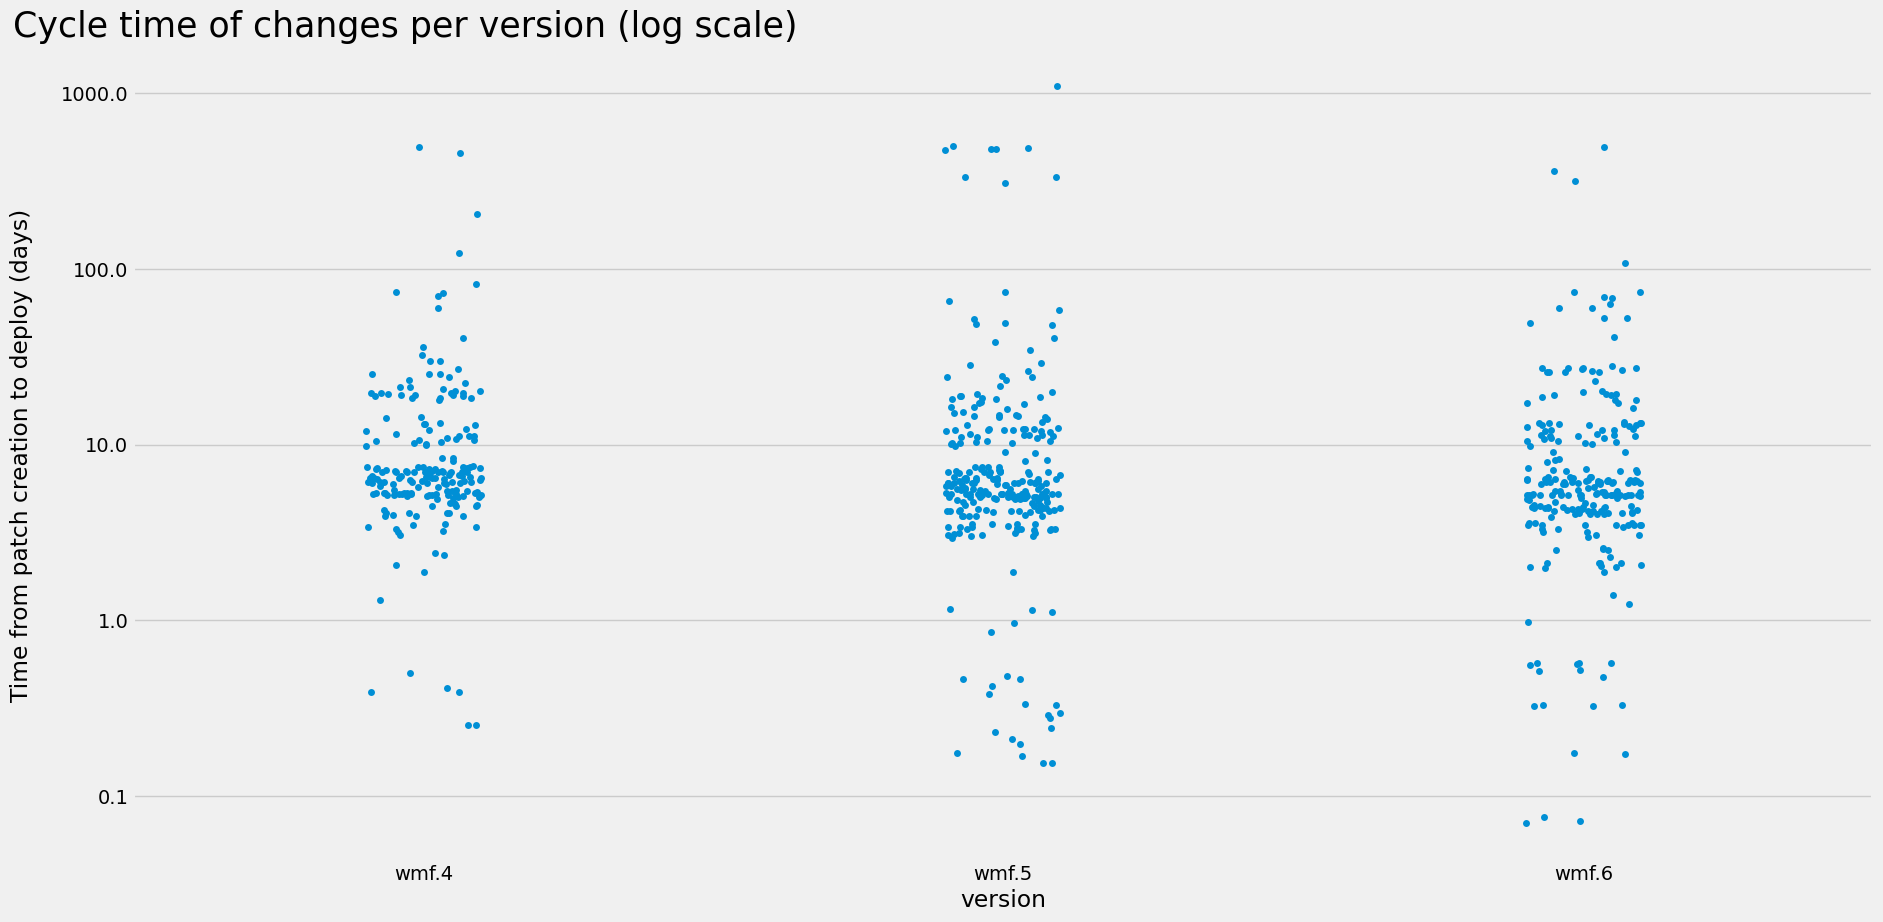 Cycle time of changes per version (log scale)
Time from patch creation to deploy (days)
1000.0
100.0
10.0
1.0
0.1
wmf.4
wmf.5
wmf.6
version